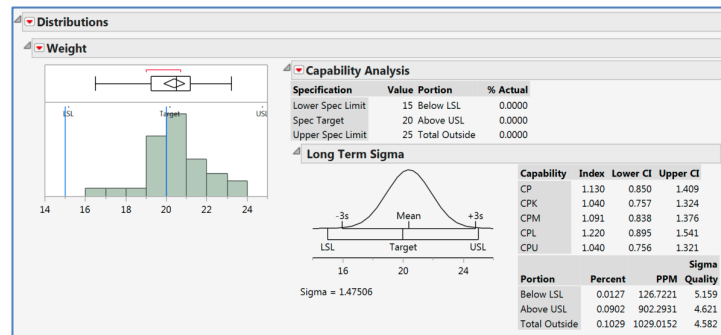 Distributions
Weight
LSL Target USL
14 16 18 20 22 24
Capability Analysis
Specification Value Portion % Actual
Lower Spec Limit 15 Below LSL 0.0000
Spec Target 20 Above USL 0.0000
Upper Spec Limit 25 Total Outside 0.0000
Long Term Sigma
-3s Mean +3s
LSL Target USL
16 20 24
Sigma = 1.47506
Capability Index Lower CI Upper CI
CP 1.130 0.850 1.409
CPK 1.040 0.757 1.324
CPM 1.091 0.838 1.376
CPL 1.220 0.895 1.541
CPU 1.040 0.756 1.321
Sigma
Portion Percent PPM Quality
Below LSL 0.0127 126.7221 5.159
Above USL 0.0902 902.2931 4.621
Total Outside 0.1029 1029.0152 4.582